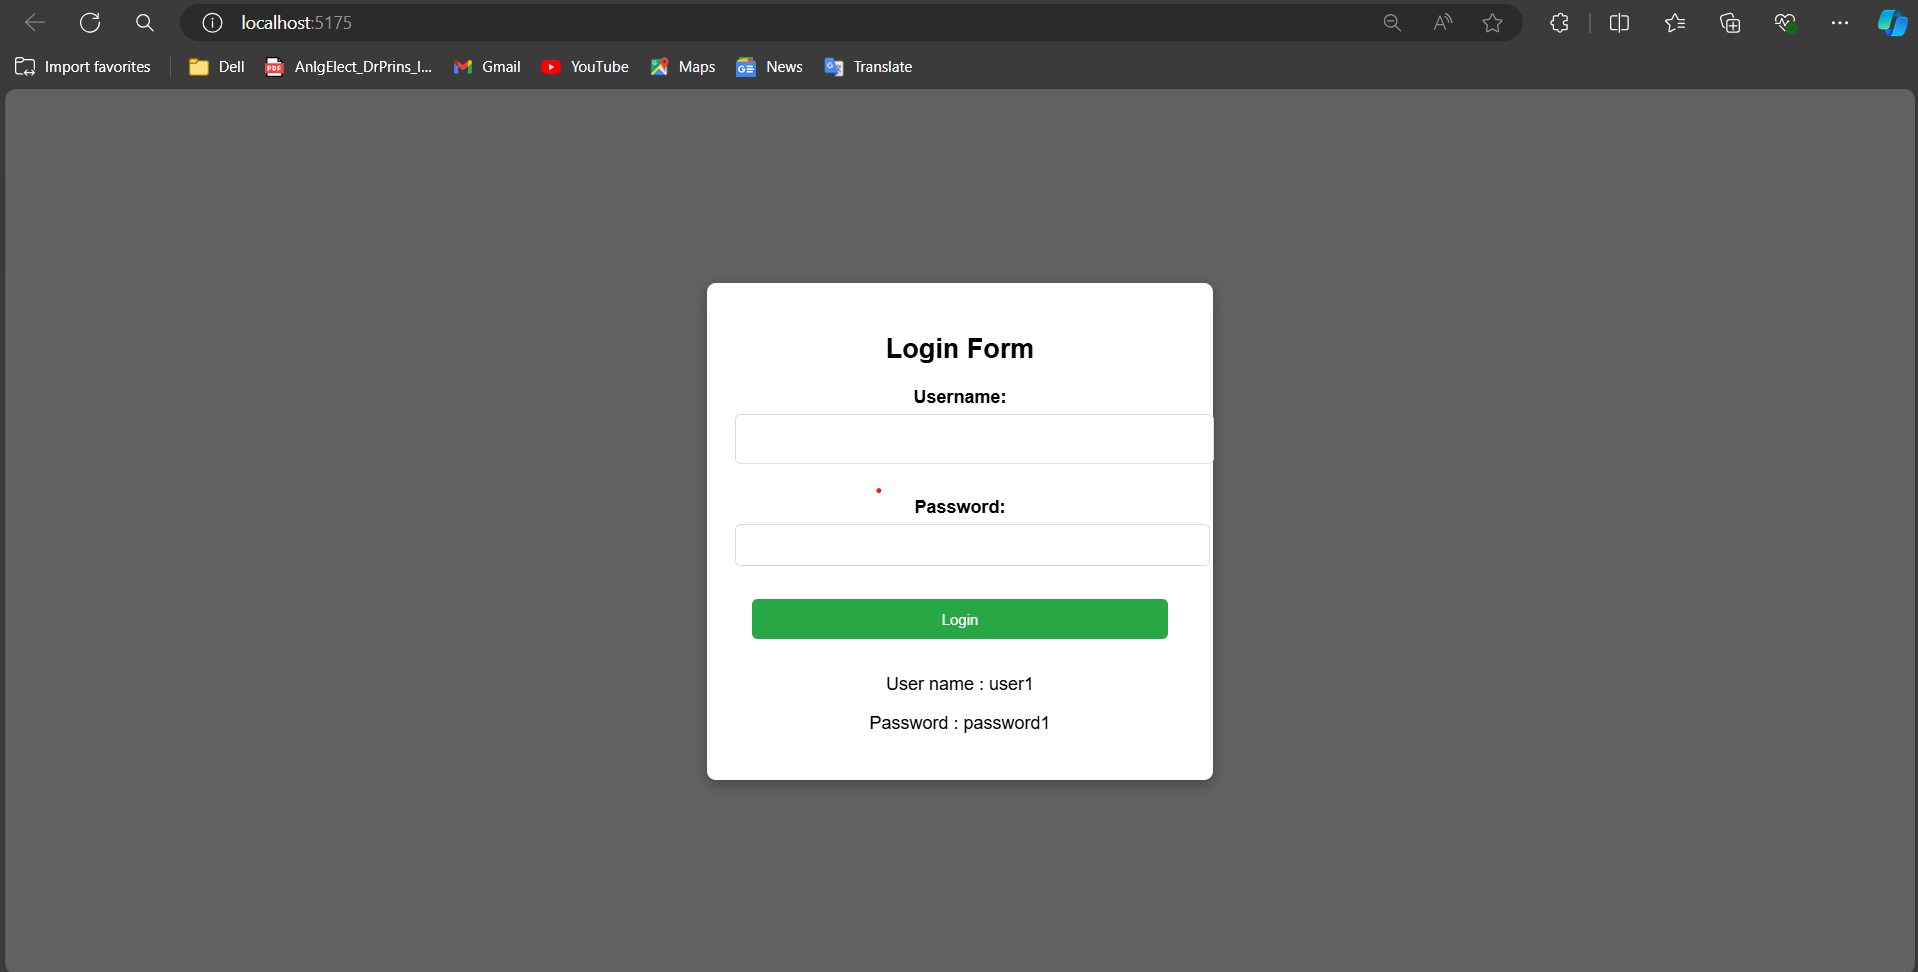 localhost:5175
Import favorites Dell AnlgElect_DrPrins_I... Gmail YouTube Maps News Translate
Login Form
Username:
Password:
Login
User name : user1
Password : password1